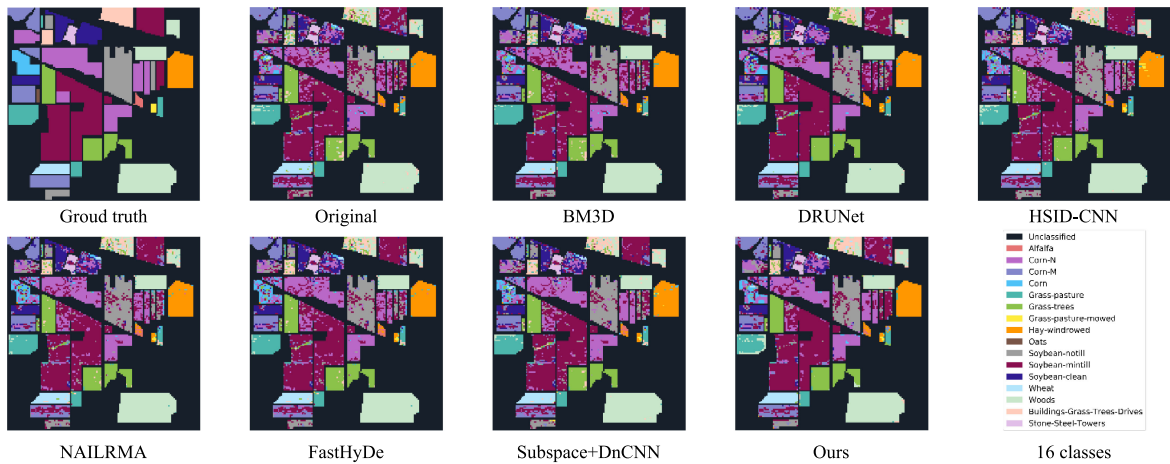 Groud truth
Original
BM3D
DRUNet
HSID-CNN
Unclassified
Alfalfa
Corn-N
Corn-M
Corn
Grass-pasture
Grass-trees
Grass-pasture-mowed
Hay-windrowed
Oats
Soybean-notill
Soybean-mintill
Soybean-clean
Wheat
Woods
Buildings-Grass-Trees-Drives
Stone-Steel-Towers
NAILRMA
FastHyDe
Subspace+DnCNN
Ours
16 classes